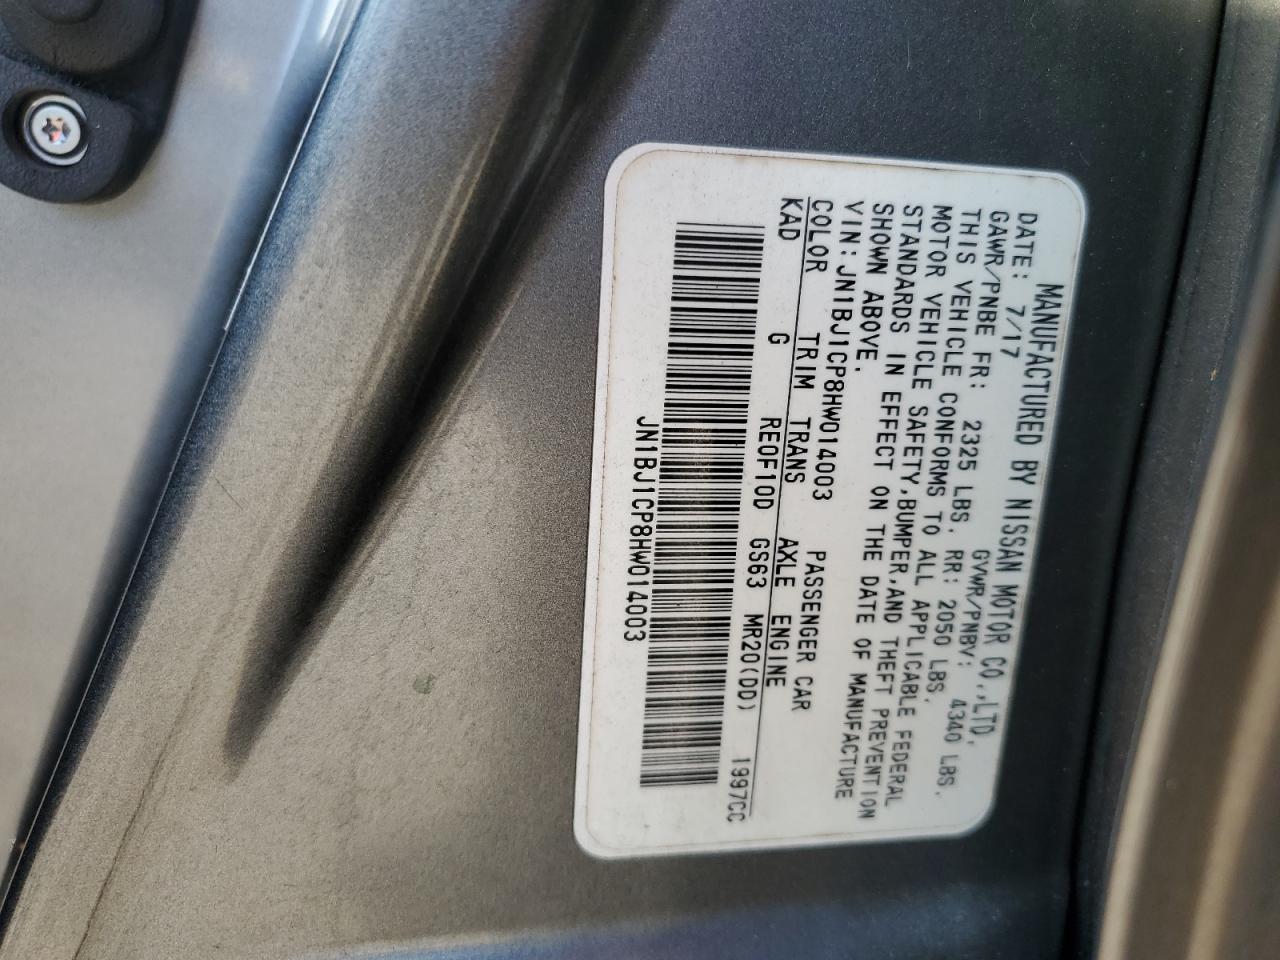 MANUFACTURED BY NISSAN MOTOR CO.,LTD.
DATE: 7/17 GVWR/PNBV: 4340 LBS.
GAWR/PNBE FR: 2325 LBS. RR: 2050 LBS.
THIS VEHICLE CONFORMS TO ALL APPLICABLE FEDERAL
MOTOR VEHICLE SAFETY,BUMPER,AND THEFT PREVENTION
STANDARDS IN EFFECT ON THE DATE OF MANUFACTURE
SHOWN ABOVE.
VIN:JN1BJ1CP8HW014003 PASSENGER CAR
COLOR TRIM TRANS AXLE ENGINE
KAD G RE0F10D GS63 MR20(DD) 1997CC
JN1BJ1CP8HW014003